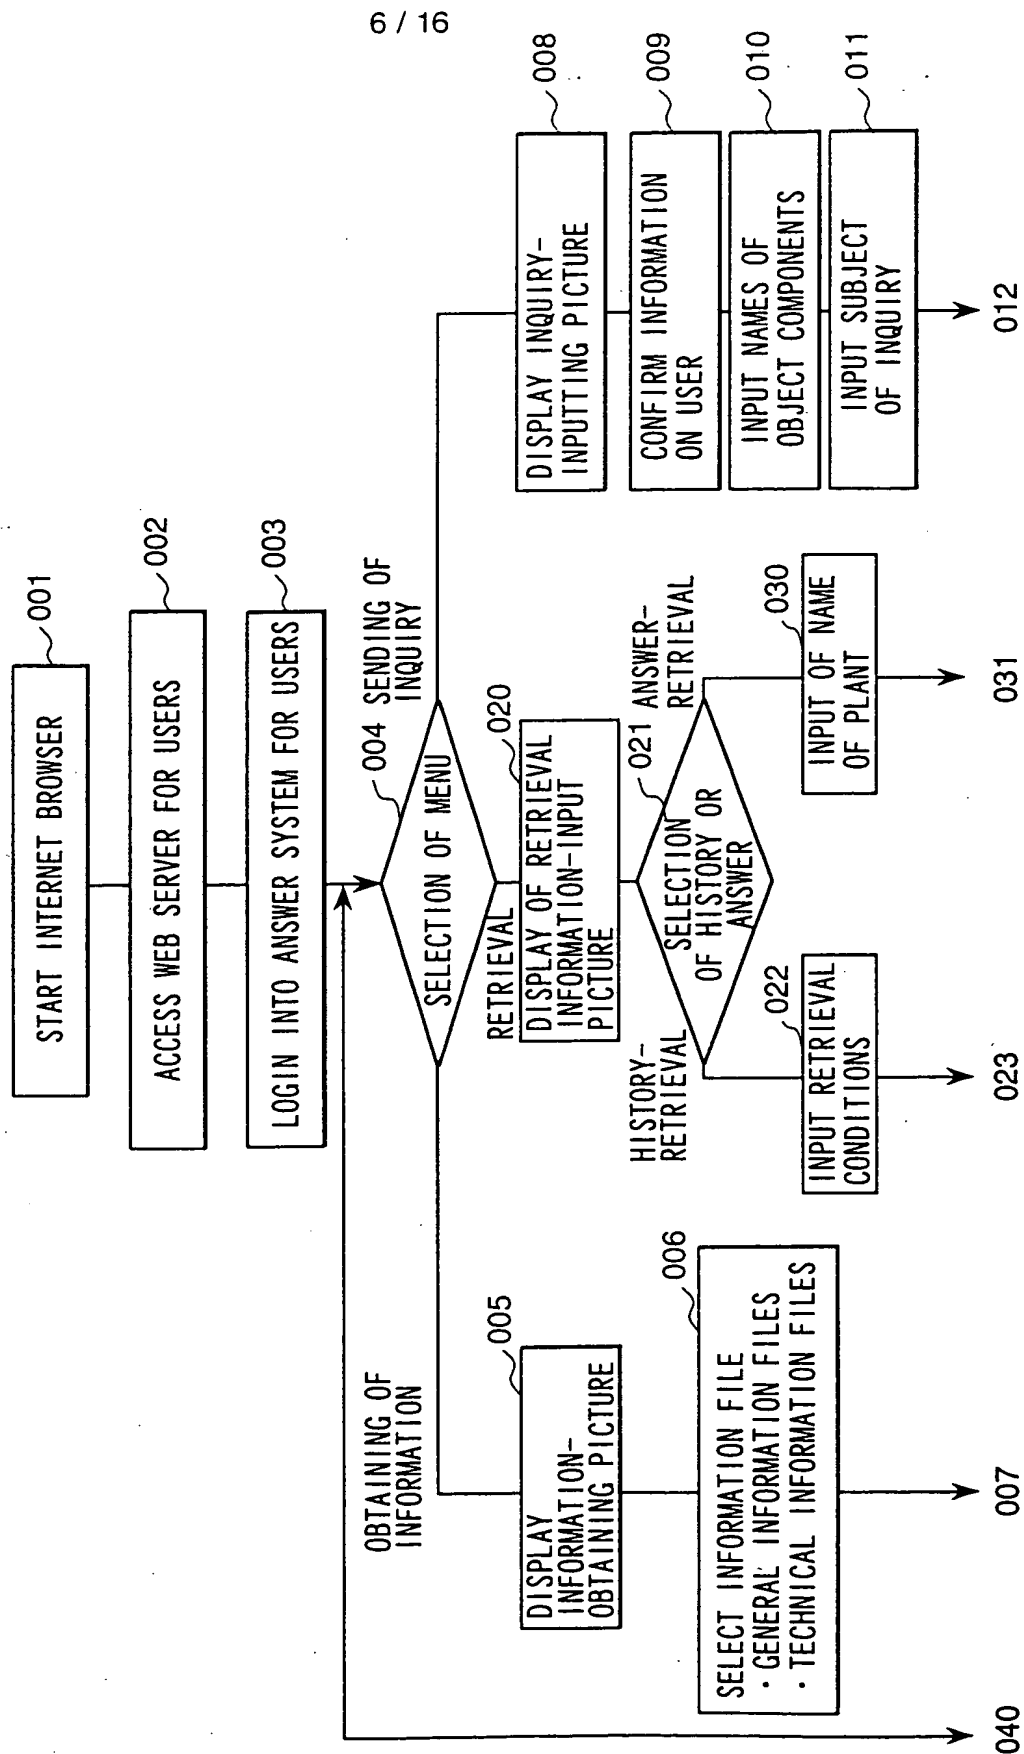 6 / 16
START INTERNET BROWSER
001
ACCESS WEB SERVER FOR USERS
002
LOGIN INTO ANSWER SYSTEM FOR USERS
003
SELECTION OF MENU
004
OBTAINING OF
INFORMATION
RETRIEVAL
SENDING OF
INQUIRY
DISPLAY
INFORMATION-
OBTAINING PICTURE
005
SELECT INFORMATION FILE
· GENERAL INFORMATION FILES
· TECHNICAL INFORMATION FILES
006
DISPLAY OF RETRIEVAL
INFORMATION-INPUT
PICTURE
020
SELECTION
OF HISTORY OR
ANSWER
021
HISTORY-
RETRIEVAL
ANSWER-
RETRIEVAL
INPUT RETRIEVAL
CONDITIONS
022
INPUT OF NAME
OF PLANT
030
DISPLAY INQUIRY-
INPUTTING PICTURE
008
CONFIRM INFORMATION
ON USER
009
INPUT NAMES OF
OBJECT COMPONENTS
010
INPUT SUBJECT
OF INQUIRY
011
040
007
023
031
012